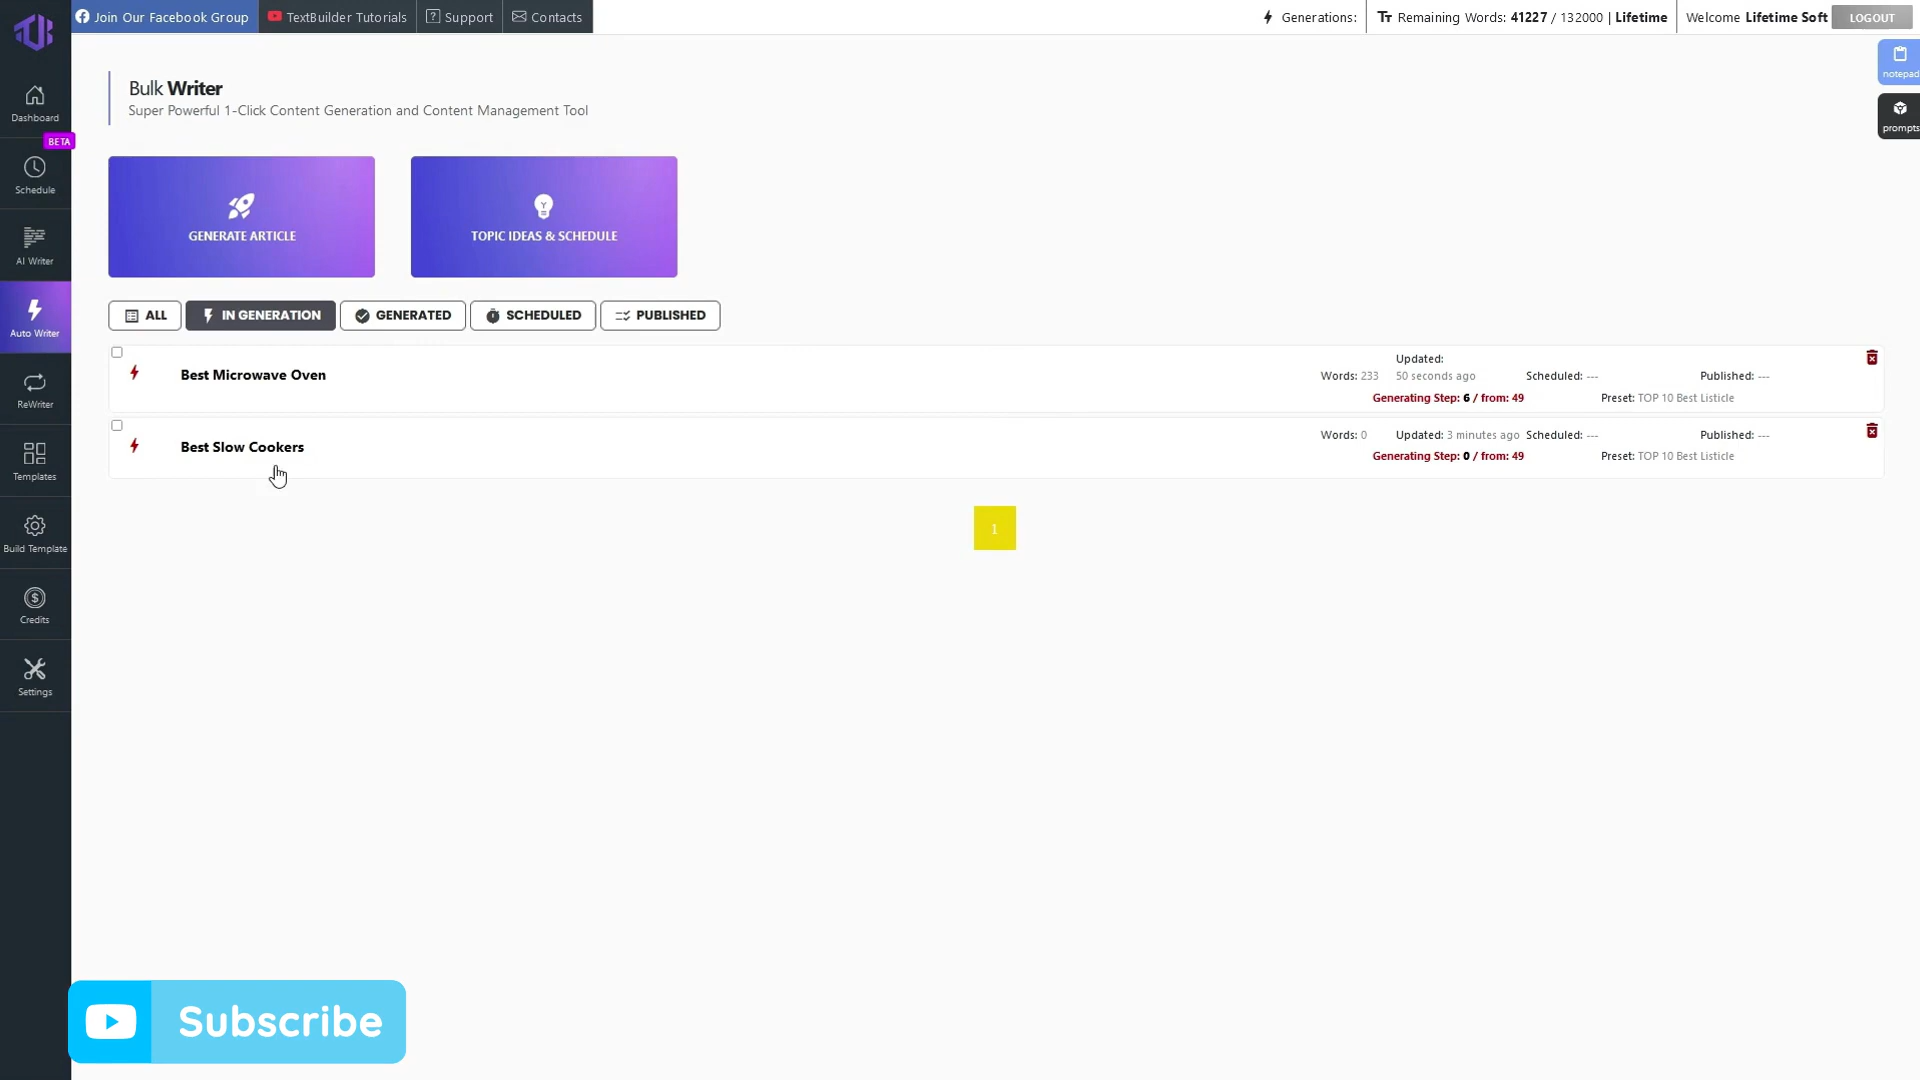 Join Our Facebook Group TextBuilder Tutorials Support Contacts Generations: Remaining Words: 41227 / 132000 | Lifetime Welcome Lifetime Soft LOGOUT
notepad
prompts
Dashboard
BETA
Schedule
AI Writer
Auto Writer
ReWriter
Templates
Build Template
Credits
Settings
Bulk Writer
Super Powerful 1-Click Content Generation and Content Management Tool
GENERATE ARTICLE TOPIC IDEAS & SCHEDULE
ALL IN GENERATION GENERATED SCHEDULED PUBLISHED
Best Microwave Oven
Words: 233 Updated: 50 seconds ago Scheduled: --- Published: ---
Generating Step: 6 / from: 49 Preset: TOP 10 Best Listicle
Best Slow Cookers
Words: 0 Updated: 3 minutes ago Scheduled: --- Published: ---
Generating Step: 0 / from: 49 Preset: TOP 10 Best Listicle
1
Subscribe